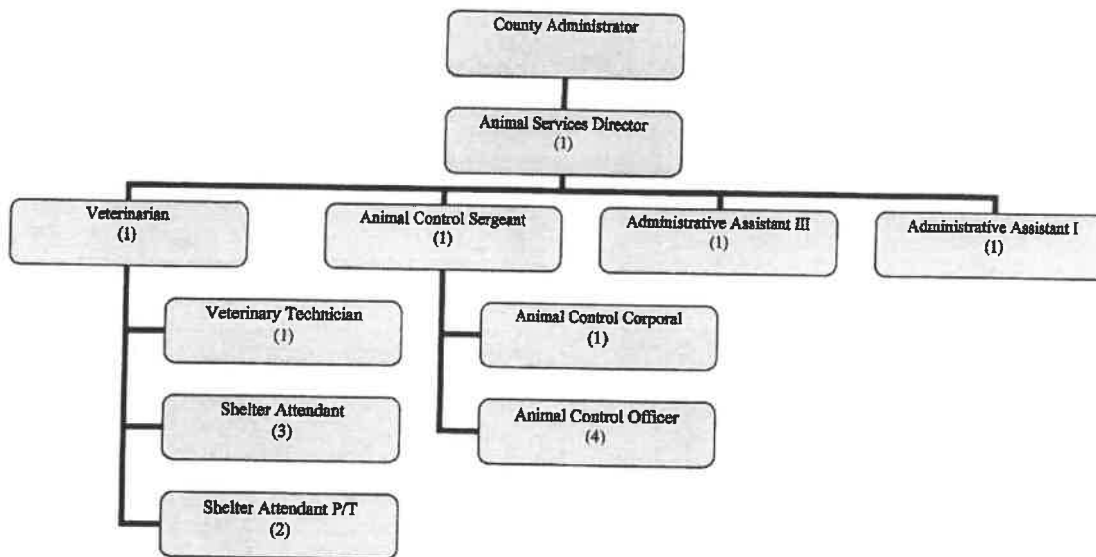 County Administrator
Animal Services Director
(1)
Veterinarian
(1)
Animal Control Sergeant
(1)
Administrative Assistant III
(1)
Administrative Assistant I
(1)
Veterinary Technician
(1)
Animal Control Corporal
(1)
Shelter Attendant
(3)
Animal Control Officer
(4)
Shelter Attendant P/T
(2)